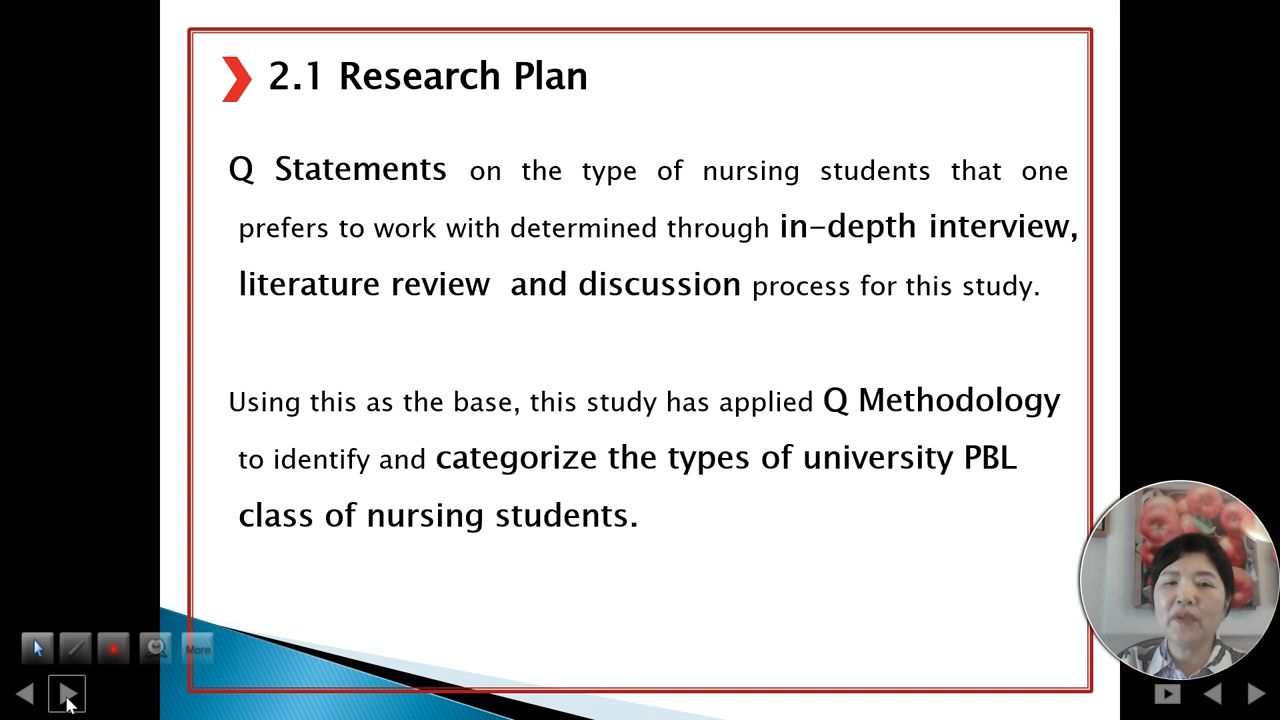 2.1 Research Plan
Q Statements on the type of nursing students that one
prefers to work with determined through in-depth interview,
literature review and discussion process for this study.
Using this as the base, this study has applied Q Methodology
to identify and categorize the types of university PBL
class of nursing students.
More